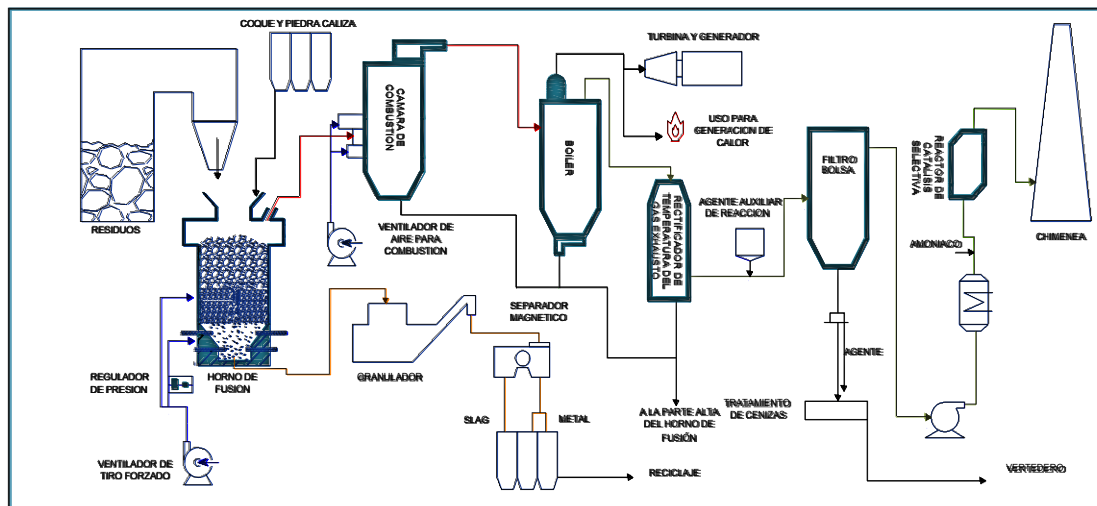 COQUE Y PIEDRA CALIZA
TURBINA Y GENERADOR
CAMARA DE
COMBUSTION
BOILER
USO PARA
GENERACION DE
CALOR
FILTRO
BOLSA
REACTOR DE
CATALISIS
SELECTIVA
RESIDUOS
VENTILADOR DE
AIRE PARA
COMBUSTION
RECTIFICADOR DE
TEMPERATURA DEL
GAS EXHAUSTO
AGENTE AUXILIAR
DE REACCION
CHIMENEA
AMONIACO
SEPARADOR
MAGNETICO
REGULADOR
DE PRESION
HORNO DE
FUSION
GRANULADOR
AGENTE
SLAG
METAL
A LA PARTE ALTA
DEL HORNO DE
FUSIÓN
TRATAMIENTO
DE CENIZAS
VENTILADOR DE
TIRO FORZADO
RECICLAJE
VERTEDERO